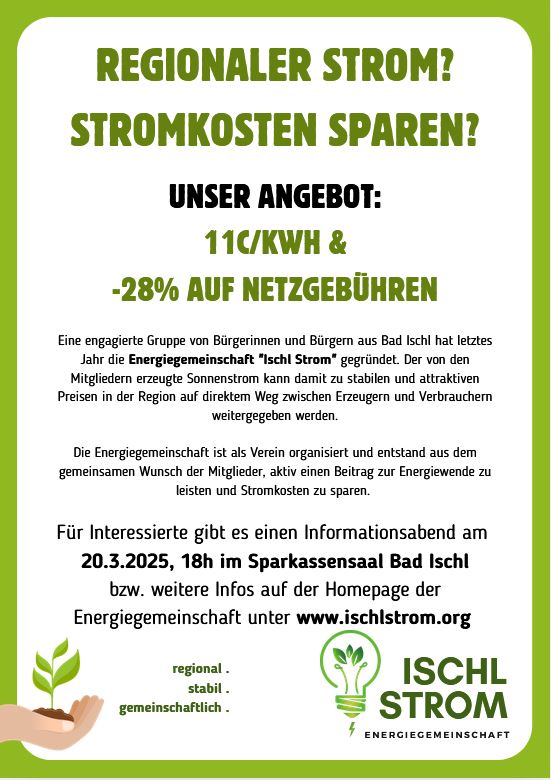 REGIONALER STROM?
STROMKOSTEN SPAREN?
UNSER ANGEBOT:
11C/KWH &
-28% AUF NETZGEBÜHREN
Eine engagierte Gruppe von Bürgerinnen und Bürgern aus Bad Ischl hat letztes
Jahr die Energiegemeinschaft "Ischl Strom" gegründet. Der von den
Mitgliedern erzeugte Sonnenstrom kann damit zu stabilen und attraktiven
Preisen in der Region auf direktem Weg zwischen Erzeugern und Verbrauchern
weitergegeben werden.
Die Energiegemeinschaft ist als Verein organisiert und entstand aus dem
gemeinsamen Wunsch der Mitglieder, aktiv einen Beitrag zur Energiewende zu
leisten und Stromkosten zu sparen.
Für Interessierte gibt es einen Informationsabend am
20.3.2025, 18h im Sparkassensaal Bad Ischl
bzw. weitere Infos auf der Homepage der
Energiegemeinschaft unter www.ischlstrom.org
regional .
stabil .
gemeinschaftlich .
ISCHL
STROM
ENERGIEGEMEINSCHAFT